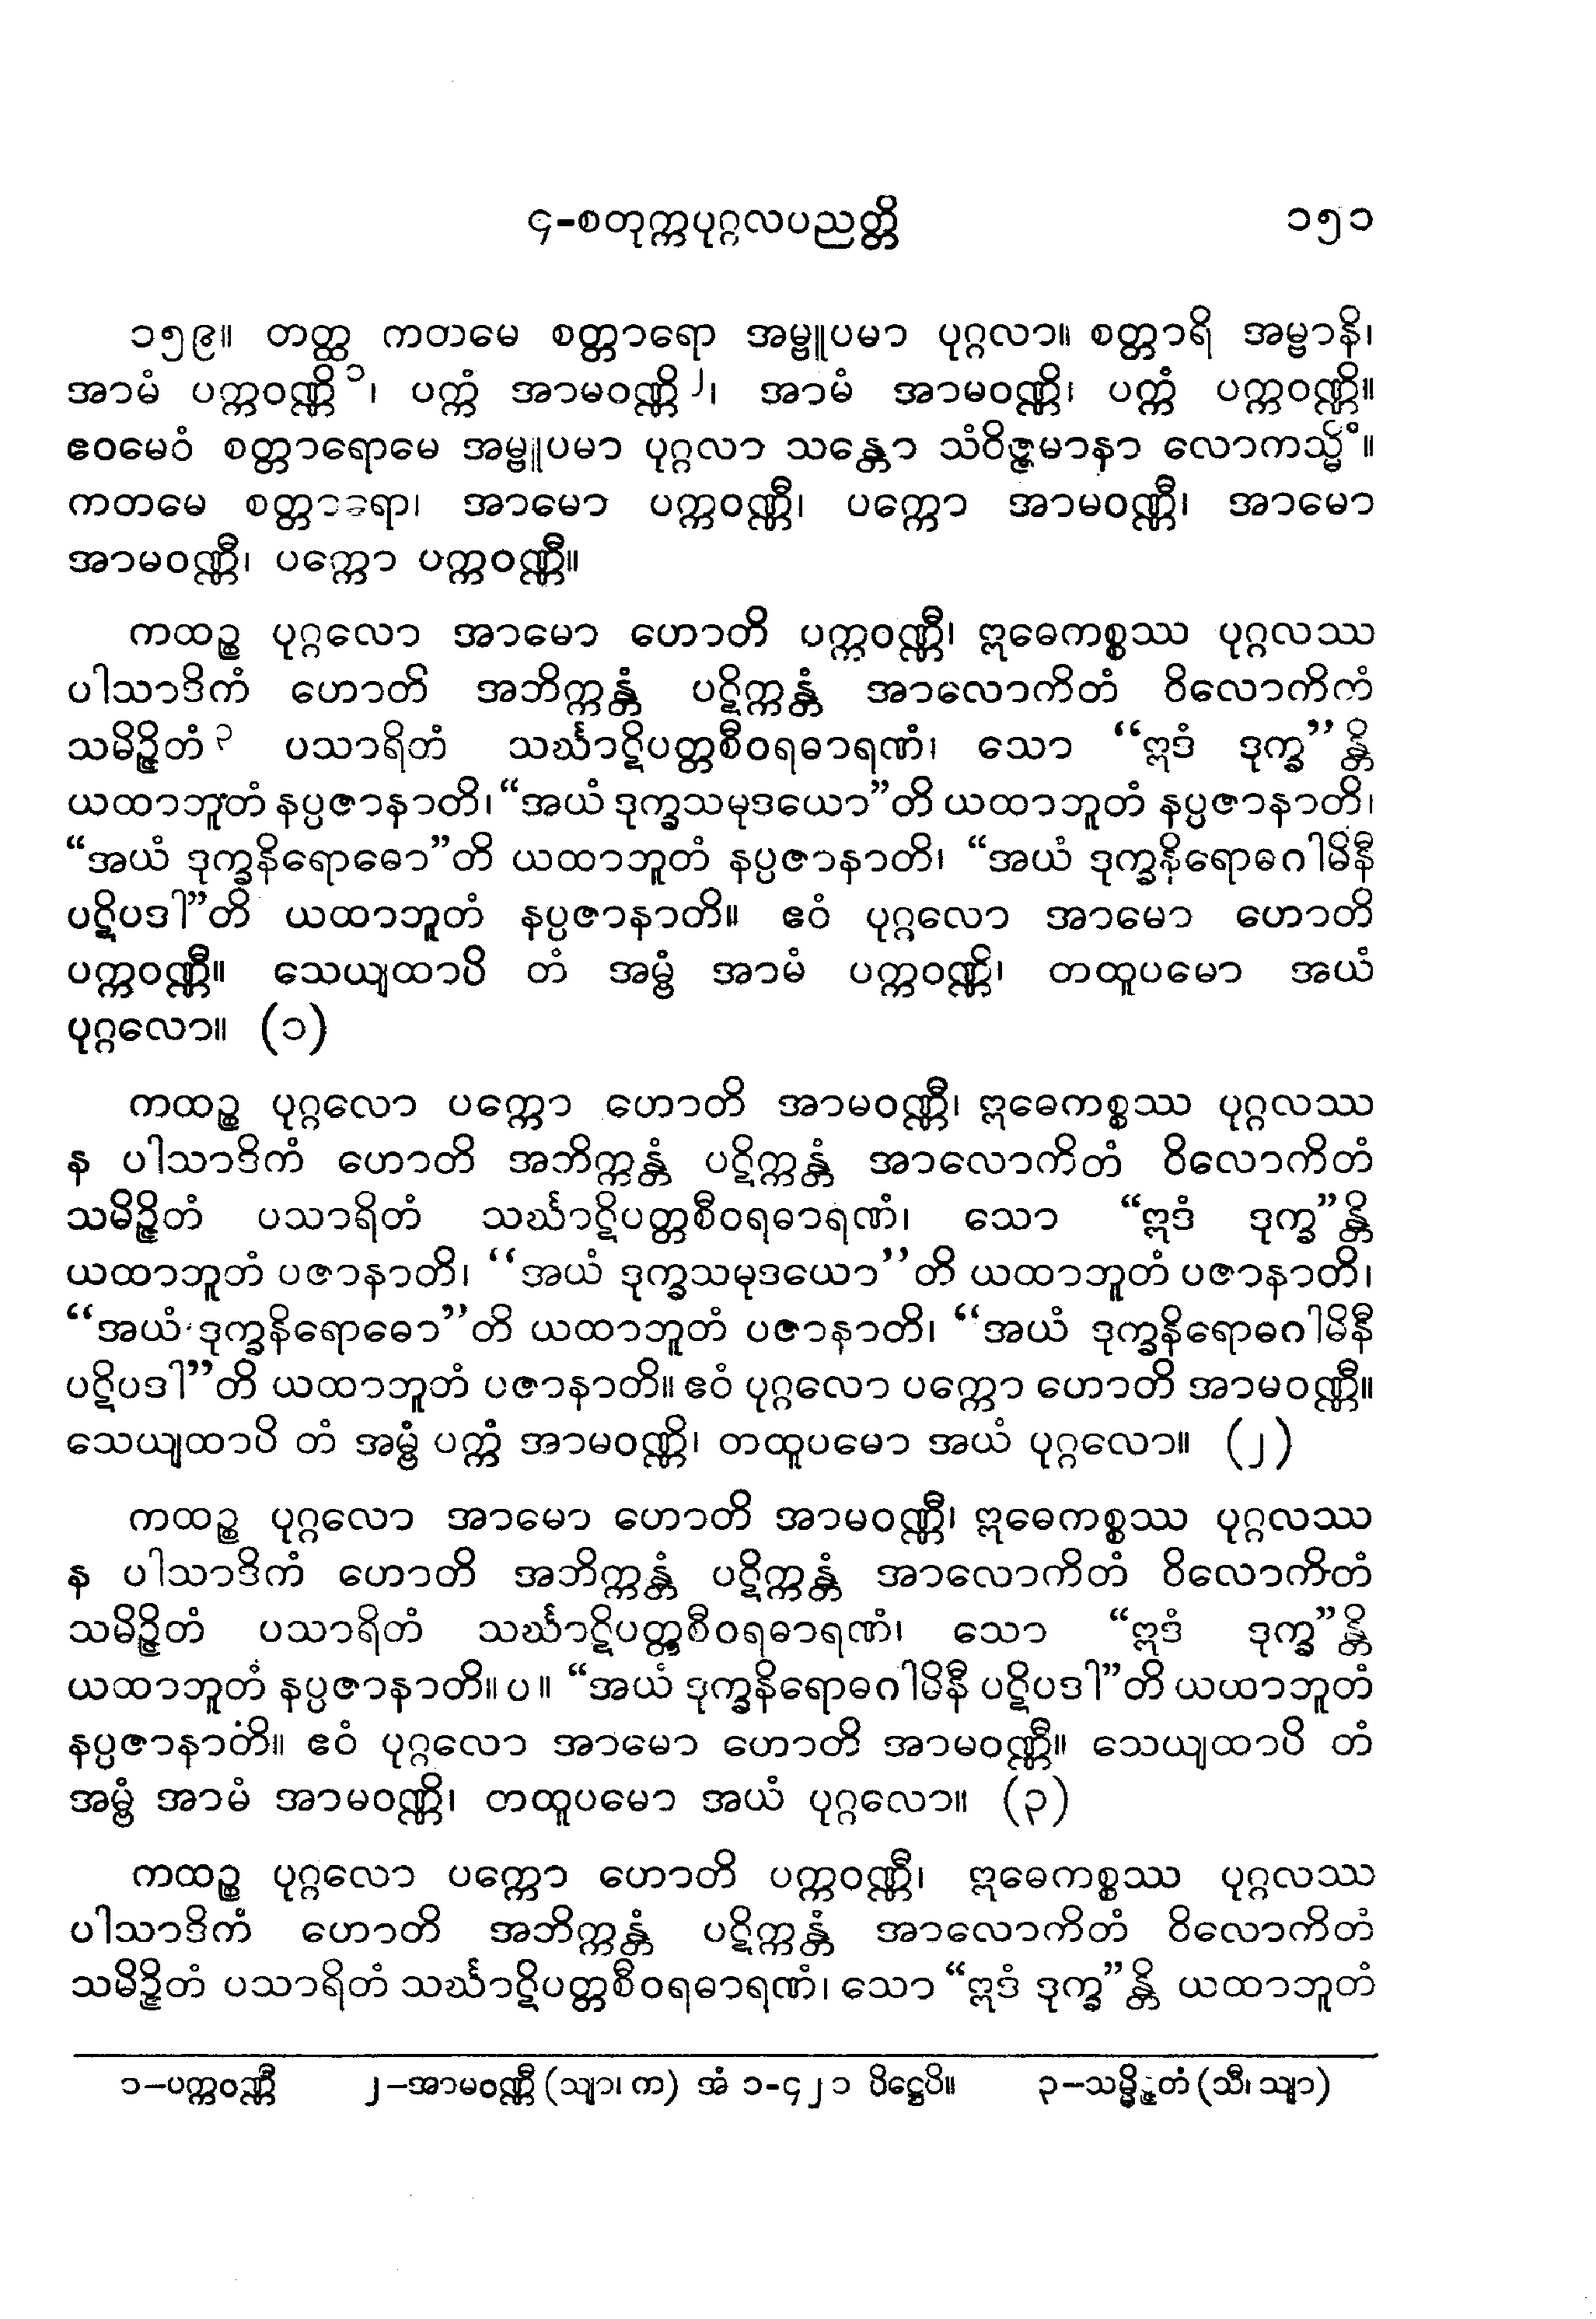 ၄-စတုက္ကပုဂ္ဂလပညတ္တိ ၁၅၁
၁၅၉။ တတ္ထ ကတမေ စတ္တာရော အမ္ဗူပမာ ပုဂ္ဂလာ။ စတ္တာရိ အမ္ဗာနိ၊
အာမံ ပက္ကဝဏ္ဏိ ၁၊ ပက္ကံ အာမဝဏ္ဏိ ၂၊ အာမံ အာမဝဏ္ဏိ၊ ပက္ကံ ပက္ကဝဏ္ဏိ။
ဧဝမေဝံ စတ္တာရောမေ အမ္ဗူပမာ ပုဂ္ဂလာ သန္တော သံဝိဇ္ဇမာနာ လောကသ္မိံ။
ကတမေ စတ္တာရော၊ အာမော ပက္ကဝဏ္ဏီ၊ ပက္ကော အာမဝဏ္ဏီ၊ အာမော
အာမဝဏ္ဏီ၊ ပက္ကော ပက္ကဝဏ္ဏီ။
ကထဉ္စ ပုဂ္ဂလော အာမော ဟောတိ ပက္ကဝဏ္ဏီ၊ ဣဓေကစ္စဿ ပုဂ္ဂလဿ
ပါသာဒိကံ ဟောတိ အဘိက္ကန္တံ ပဋိက္ကန္တံ အာလောကိတံ ဝိလောကိကံ
သမိဉ္ဇိတံ ၃ ပသာရိတံ သင်္ဃာဋိပတ္တစီဝရဓာရဏံ၊ သော “ဣဒံ ဒုက္ခ”န္တိ
ယထာဘူတံ နပ္ပဇာနာတိ၊ “အယံ ဒုက္ခသမုဒယော”တိ ယထာဘူတံ နပ္ပဇာနာတိ၊
“အယံ ဒုက္ခနိရောဓော”တိ ယထာဘူတံ နပ္ပဇာနာတိ၊ “အယံ ဒုက္ခနိရောဓဂါမိနီ
ပဋိပဒါ”တိ ယထာဘူတံ နပ္ပဇာနာတိ။ ဧဝံ ပုဂ္ဂလော အာမော ဟောတိ
ပက္ကဝဏ္ဏီ။ သေယျထာပိ တံ အမ္ဗံ အာမံ ပက္ကဝဏ္ဏိ၊ တထူပမော အယံ
ပုဂ္ဂလော။ (၁)
ကထဉ္စ ပုဂ္ဂလော ပက္ကော ဟောတိ အာမဝဏ္ဏီ၊ ဣဓေကစ္စဿ ပုဂ္ဂလဿ
န ပါသာဒိကံ ဟောတိ အဘိက္ကန္တံ ပဋိက္ကန္တံ အာလောကိတံ ဝိလောကိတံ
သမိဉ္ဇိတံ ပသာရိတံ သင်္ဃာဋိပတ္တစီဝရဓာရဏံ၊ သော “ဣဒံ ဒုက္ခ”န္တိ
ယထာဘူတံ ပဇာနာတိ၊ “အယံ ဒုက္ခသမုဒယော”တိ ယထာဘူတံ ပဇာနာတိ၊
“အယံ ဒုက္ခနိရောဓော”တိ ယထာဘူတံ ပဇာနာတိ၊ “အယံ ဒုက္ခနိရောဓဂါမိနီ
ပဋိပဒါ”တိ ယထာဘူတံ ပဇာနာတိ။ ဧဝံ ပုဂ္ဂလော ပက္ကော ဟောတိ အာမဝဏ္ဏီ။
သေယျထာပိ တံ အမ္ဗံ ပက္ကံ အာမဝဏ္ဏိ၊ တထူပမော အယံ ပုဂ္ဂလော။ (၂)
ကထဉ္စ ပုဂ္ဂလော အာမော ဟောတိ အာမဝဏ္ဏီ၊ ဣဓေကစ္စဿ ပုဂ္ဂလဿ
န ပါသာဒိကံ ဟောတိ အဘိက္ကန္တံ ပဋိက္ကန္တံ အာလောကိတံ ဝိလောကိတံ
သမိဉ္ဇိတံ ပသာရိတံ သင်္ဃာဋိပတ္တစီဝရဓာရဏံ၊ သော “ဣဒံ ဒုက္ခ”န္တိ
ယထာဘူတံ နပ္ပဇာနာတိ။ ပ ။ “အယံ ဒုက္ခနိရောဓဂါမိနီ ပဋိပဒါ”တိ ယထာဘူတံ
နပ္ပဇာနာတိ။ ဧဝံ ပုဂ္ဂလော အာမော ဟောတိ အာမဝဏ္ဏီ။ သေယျထာပိ တံ
အမ္ဗံ အာမံ အာမဝဏ္ဏိ၊ တထူပမော အယံ ပုဂ္ဂလော။ (၃)
ကထဉ္စ ပုဂ္ဂလော ပက္ကော ဟောတိ ပက္ကဝဏ္ဏီ၊ ဣဓေကစ္စဿ ပုဂ္ဂလဿ
ပါသာဒိကံ ဟောတိ အဘိက္ကန္တံ ပဋိက္ကန္တံ အာလောကိတံ ဝိလောကိတံ
သမိဉ္ဇိတံ ပသာရိတံ သင်္ဃာဋိပတ္တစီဝရဓာရဏံ၊ သော “ဣဒံ ဒုက္ခ”န္တိ ယထာဘူတံ
၁-ပက္ကဝဏ္ဏီ ၂-အာမဝဏ္ဏီ (သျာ၊ က) အံ ၁-၄၂၁ ပိဋ္ဌေပိ။ ၃-သမ္မိဉ္ဇိတံ (သီ၊ သျာ)